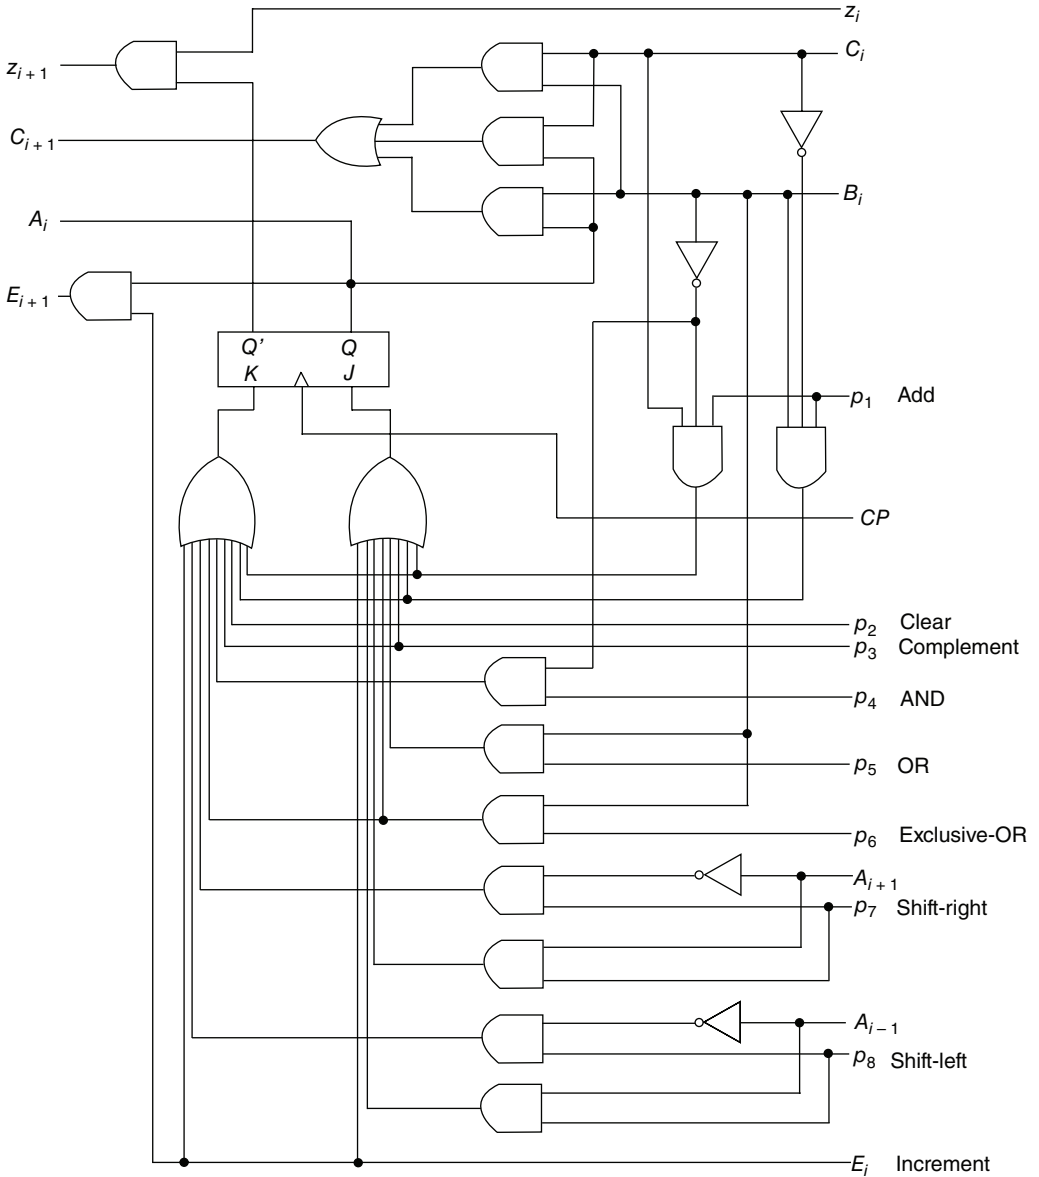 z_i
C_i
z_{i+1}
C_{i+1}
B_i
A_i
E_{i+1}
Q’ Q
K J
p_1 Add
CP
p_2 Clear
p_3 Complement
p_4 AND
p_5 OR
p_6 Exclusive-OR
A_{i+1}
p_7 Shift-right
A_{i−1}
p_8 Shift-left
E_i Increment